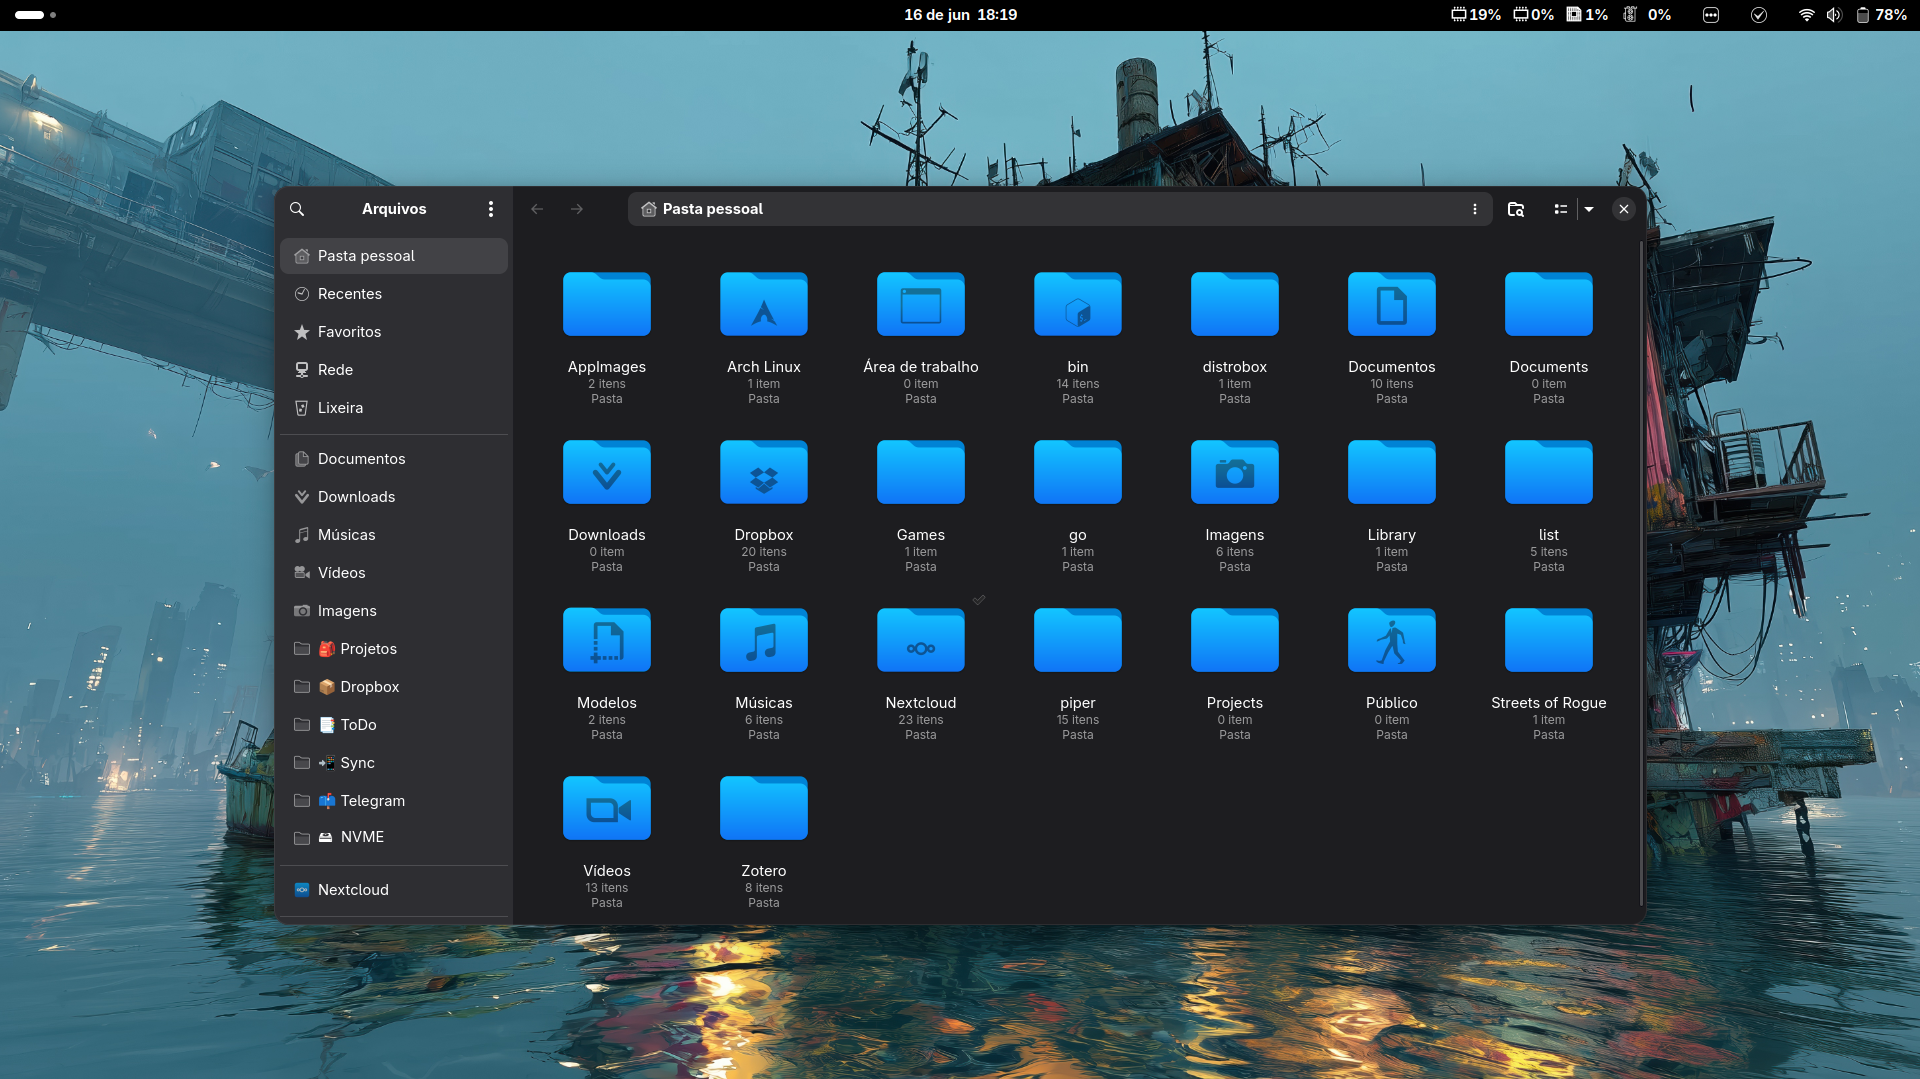 16 de jun 18:19
19% 0% 1% 0% 78%
Arquivos
Pasta pessoal
Pasta pessoal
Recentes
Favoritos
Rede
Lixeira
Documentos
Downloads
Músicas
Vídeos
Imagens
Projetos
Dropbox
ToDo
Sync
Telegram
NVME
Nextcloud
AppImages
2 itens
Pasta
Arch Linux
1 item
Pasta
Área de trabalho
0 item
Pasta
bin
14 itens
Pasta
distrobox
1 item
Pasta
Documentos
10 itens
Pasta
Documents
0 item
Pasta
Downloads
0 item
Pasta
Dropbox
20 itens
Pasta
Games
1 item
Pasta
go
1 item
Pasta
Imagens
6 itens
Pasta
Library
1 item
Pasta
list
5 itens
Pasta
Modelos
2 itens
Pasta
Músicas
6 itens
Pasta
Nextcloud
23 itens
Pasta
piper
15 itens
Pasta
Projects
0 item
Pasta
Público
0 item
Pasta
Streets of Rogue
1 item
Pasta
Vídeos
13 itens
Pasta
Zotero
8 itens
Pasta